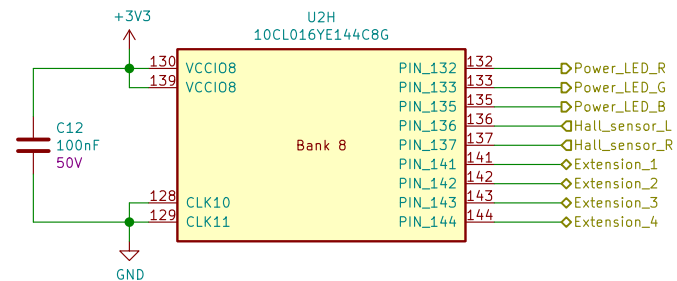 +3V3
U2H
10CL016YE144C8G
130 VCCIO8 PIN_132 132 Power_LED_R
139 VCCIO8 PIN_133 133 Power_LED_G
PIN_135 135 Power_LED_B
C12 PIN_136 136 Hall_sensor_L
100nF Bank 8 PIN_137 137 Hall_sensor_R
50V PIN_141 141 Extension_1
PIN_142 142 Extension_2
128 CLK10 PIN_143 143 Extension_3
129 CLK11 PIN_144 144 Extension_4
GND